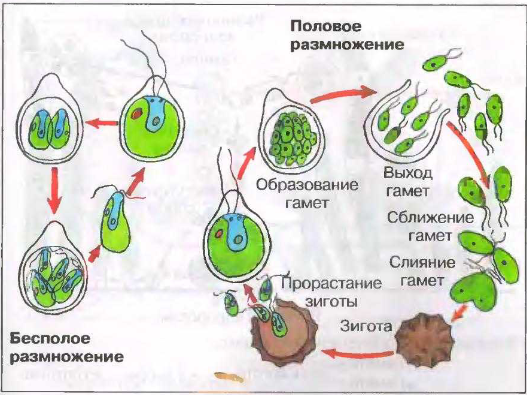 Половое
размножение
Образование
гамет
Выход
гамет
Сближение
гамет
Слияние
гамет
Прорастание
зиготы
Зигота
Бесполое
размножение